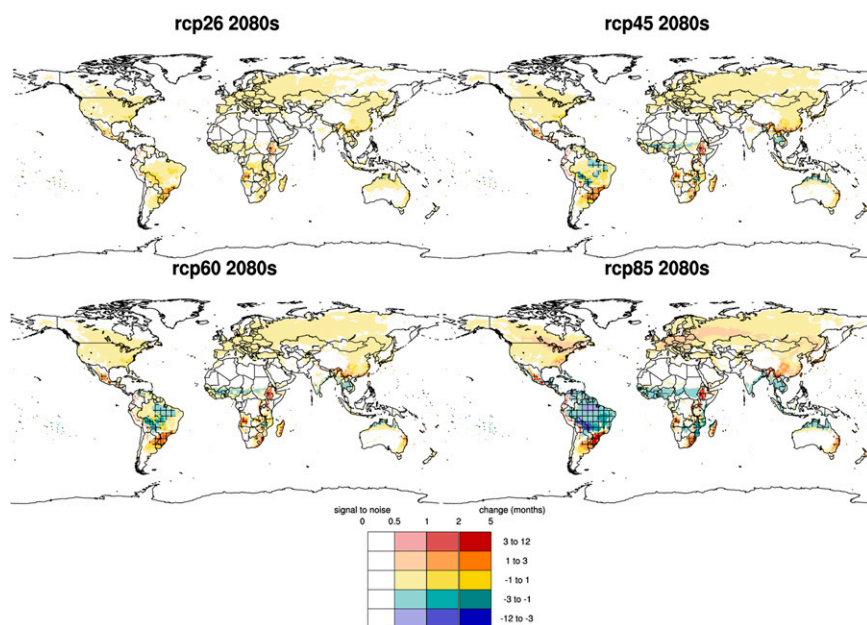 rcp26 2080s
rcp45 2080s
rcp60 2080s
rcp85 2080s
signal to noise change (months)
0 0.5 1 2 5
3 to 12
1 to 3
-1 to 1
-3 to -1
-12 to -3